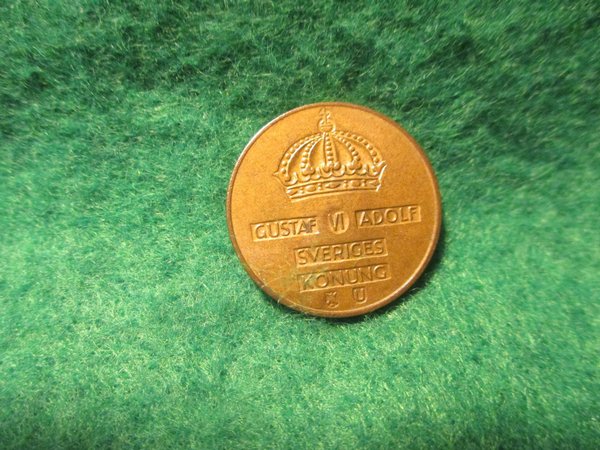 GUSTAF VI ADOLF
SVERIGES
KONUNG
U